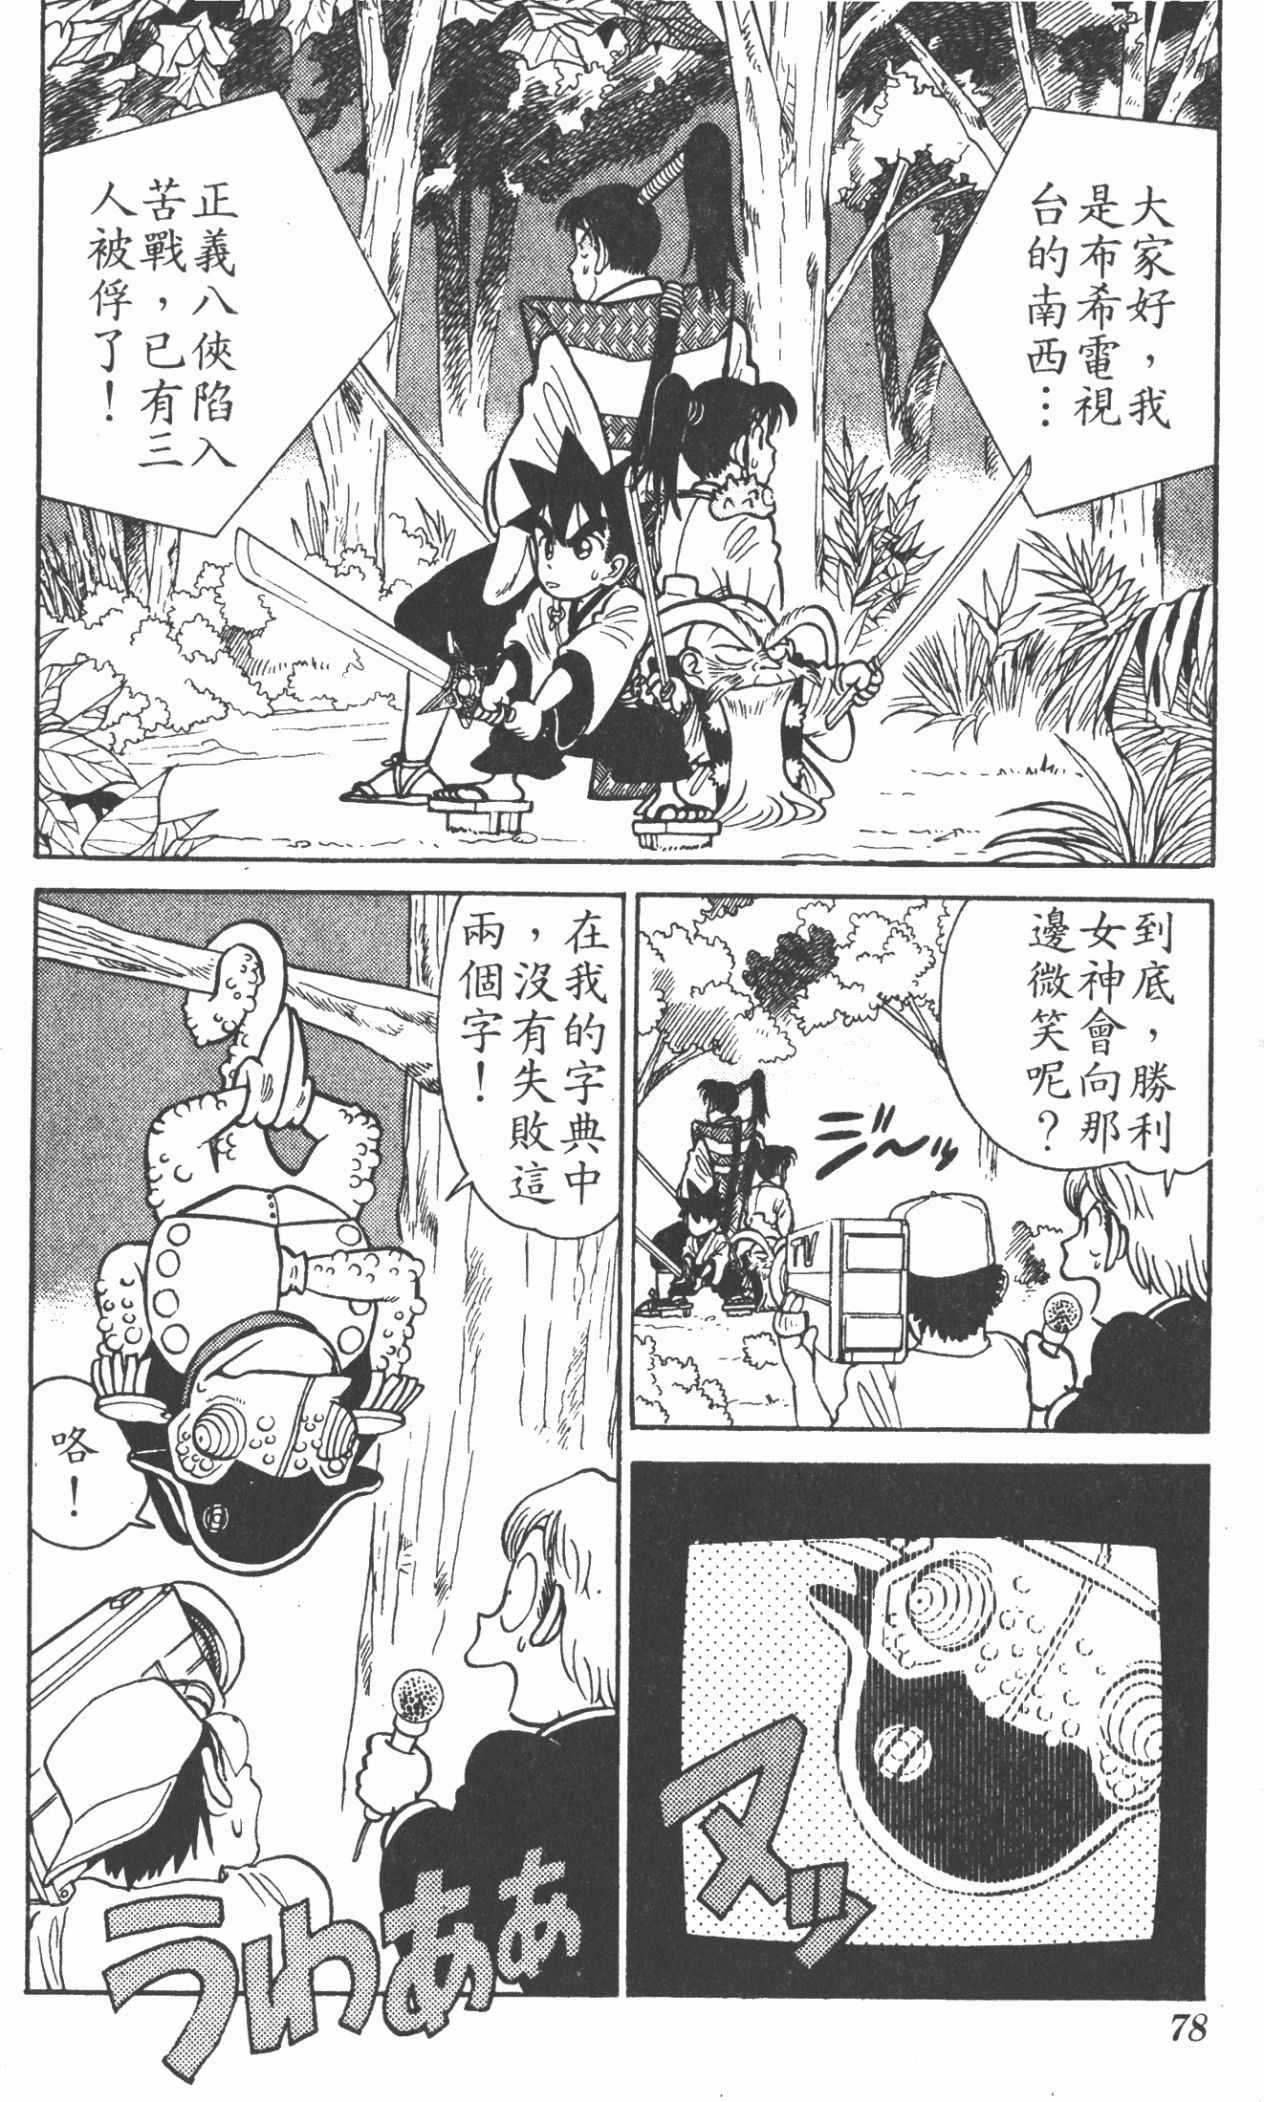 大家好，我
是布希電視
台的南西…
正義八俠陷入
苦戰，已有三
人被俘了！
到底，勝利
女神會向那
邊微笑呢？
ジ～ッ
TV
ヌッ
在我的字典中
，沒有失敗這
兩個字！
咯！
うわああ
78